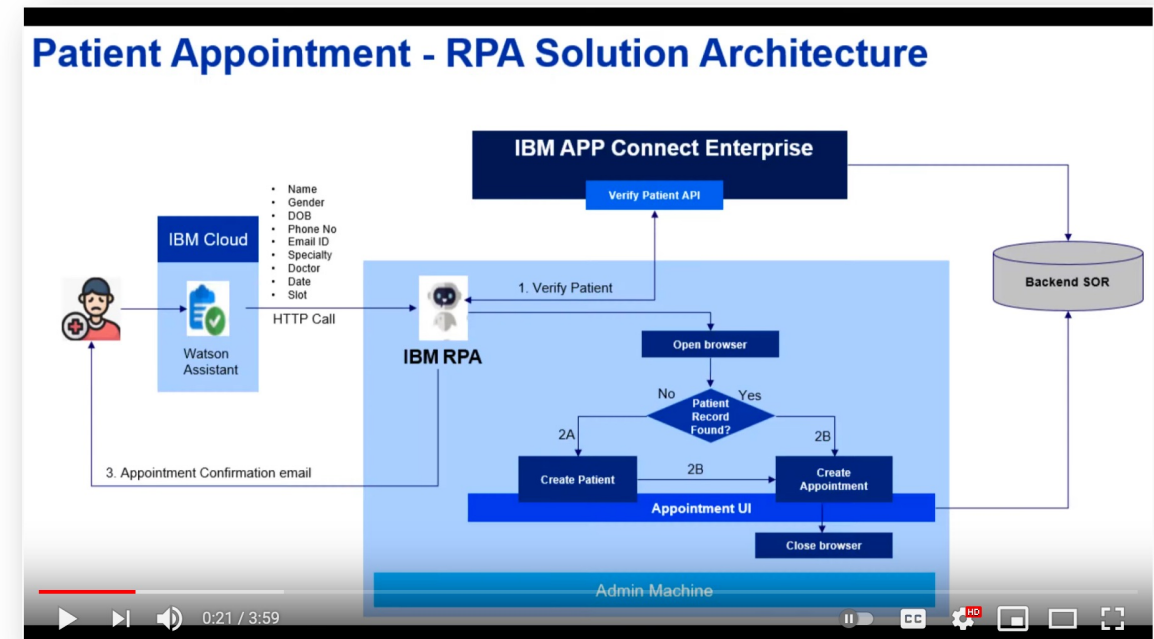 Patient Appointment - RPA Solution Architecture
IBM APP Connect Enterprise
Verify Patient API
IBM Cloud
• Name
• Gender
• DOB
• Phone No
• Email ID
• Specialty
• Doctor
• Date
• Slot
HTTP Call
Watson
Assistant
IBM RPA
1. Verify Patient
Backend SOR
Open browser
No
Yes
Patient
Record
Found?
2A
2B
Create Patient
2B
Create
Appointment
3. Appointment Confirmation email
Appointment UI
Close browser
Admin Machine
0:21 / 3:59
CC
HD